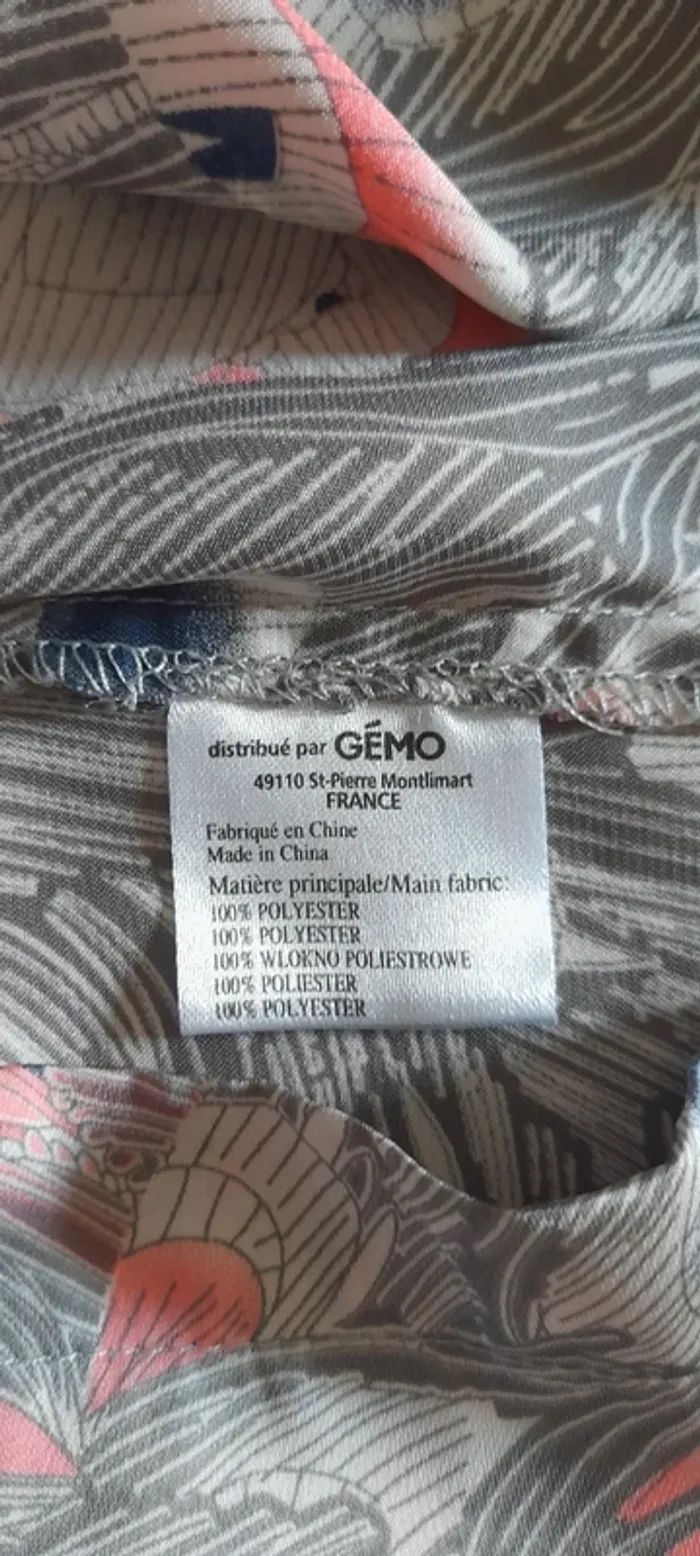 distribué par GÉMO
49110 St-Pierre Montlimart
FRANCE
Fabriqué en Chine
Made in China
Matière principale/Main fabric:
100% POLYESTER
100% POLYESTER
100% WLOKNO POLIESTROWE
100% POLIESTER
100% POLYESTER